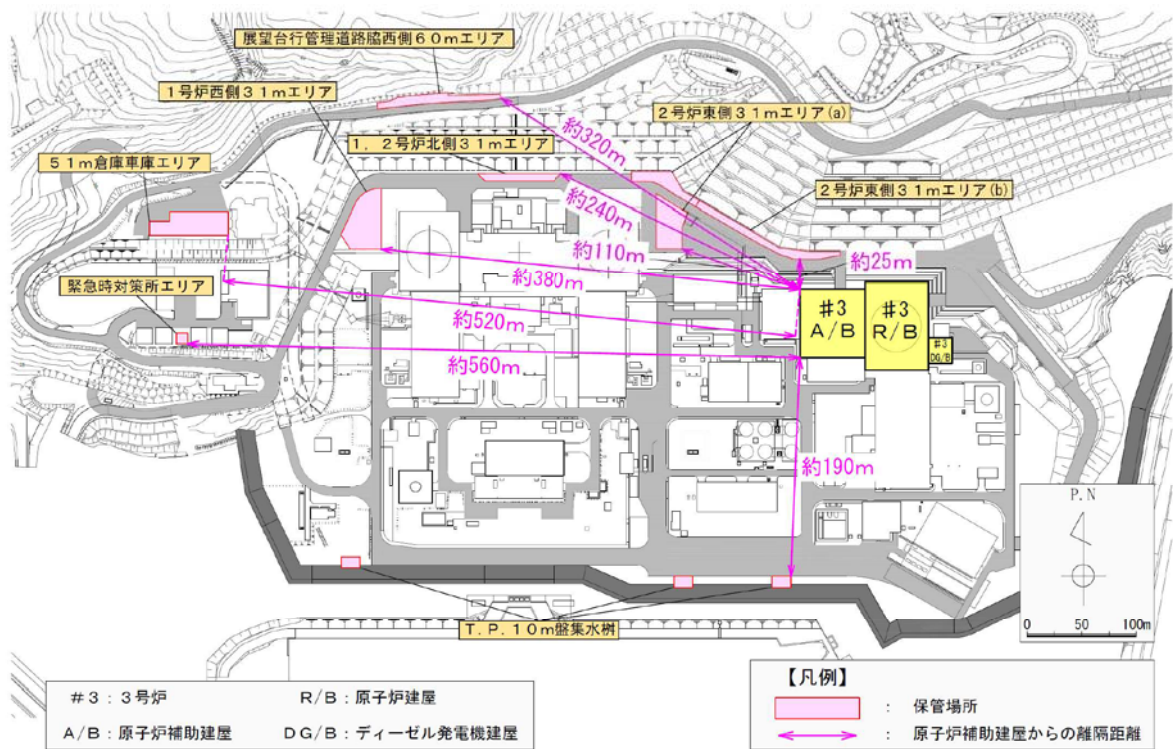 展望台行管理道路脇西側60mエリア
1号炉西側31mエリア
2号炉東側31mエリア(a)
約320m
1,2号炉北側31mエリア
51m倉庫車庫エリア
2号炉東側31mエリア(b)
約240m
約110m
約25m
約380m
緊急時対策所エリア
#3
A/B
#3
R/B
#3
DG/B
約520m
約560m
約190m
P.N
T.P.10m盤集水桝
0 50 100m
#3:3号炉
R/B:原子炉建屋
A/B:原子炉補助建屋
DG/B:ディーゼル発電機建屋
【凡例】
: 保管場所
: 原子炉補助建屋からの離隔距離